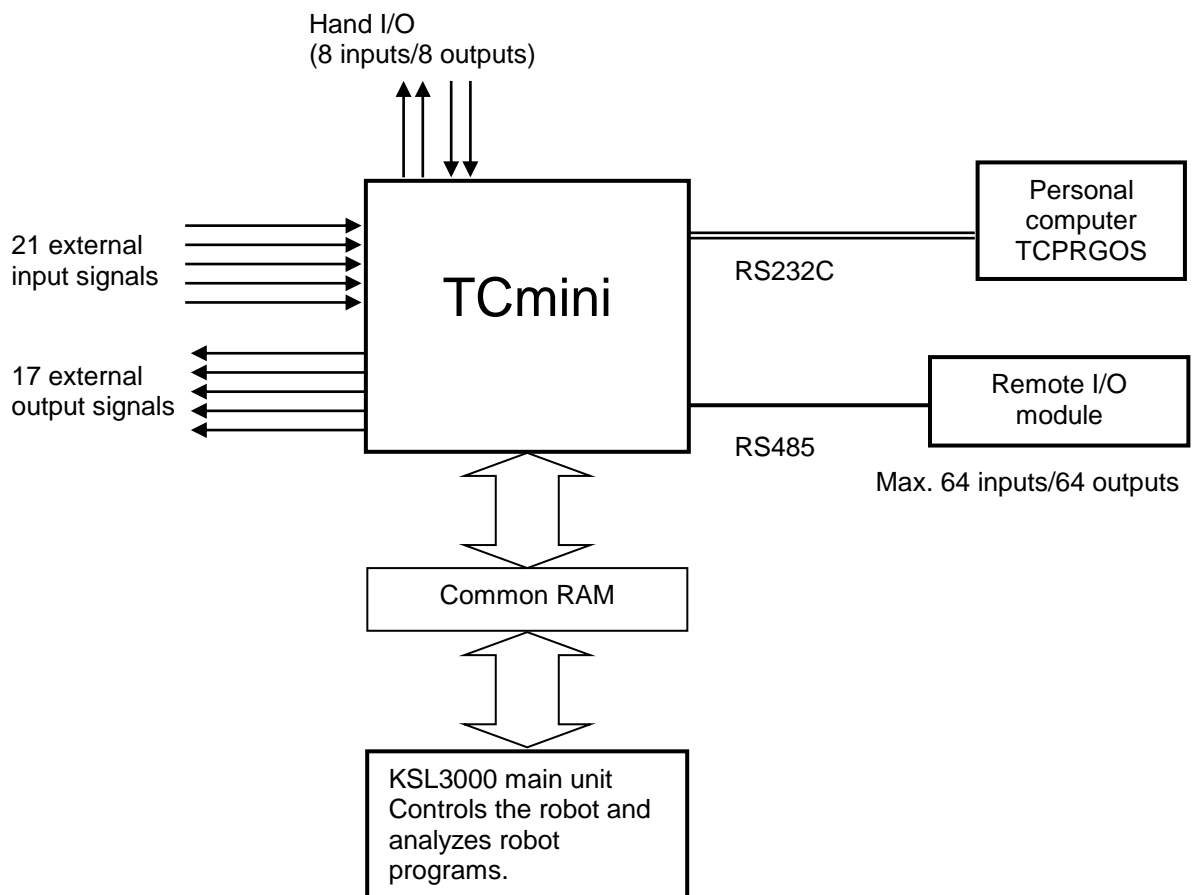 Hand I/O
(8 inputs/8 outputs)
21 external
input signals
17 external
output signals
TCmini
RS232C
Personal
computer
TCPRGOS
RS485
Remote I/O
module
Max. 64 inputs/64 outputs
Common RAM
KSL3000 main unit
Controls the robot and
analyzes robot
programs.